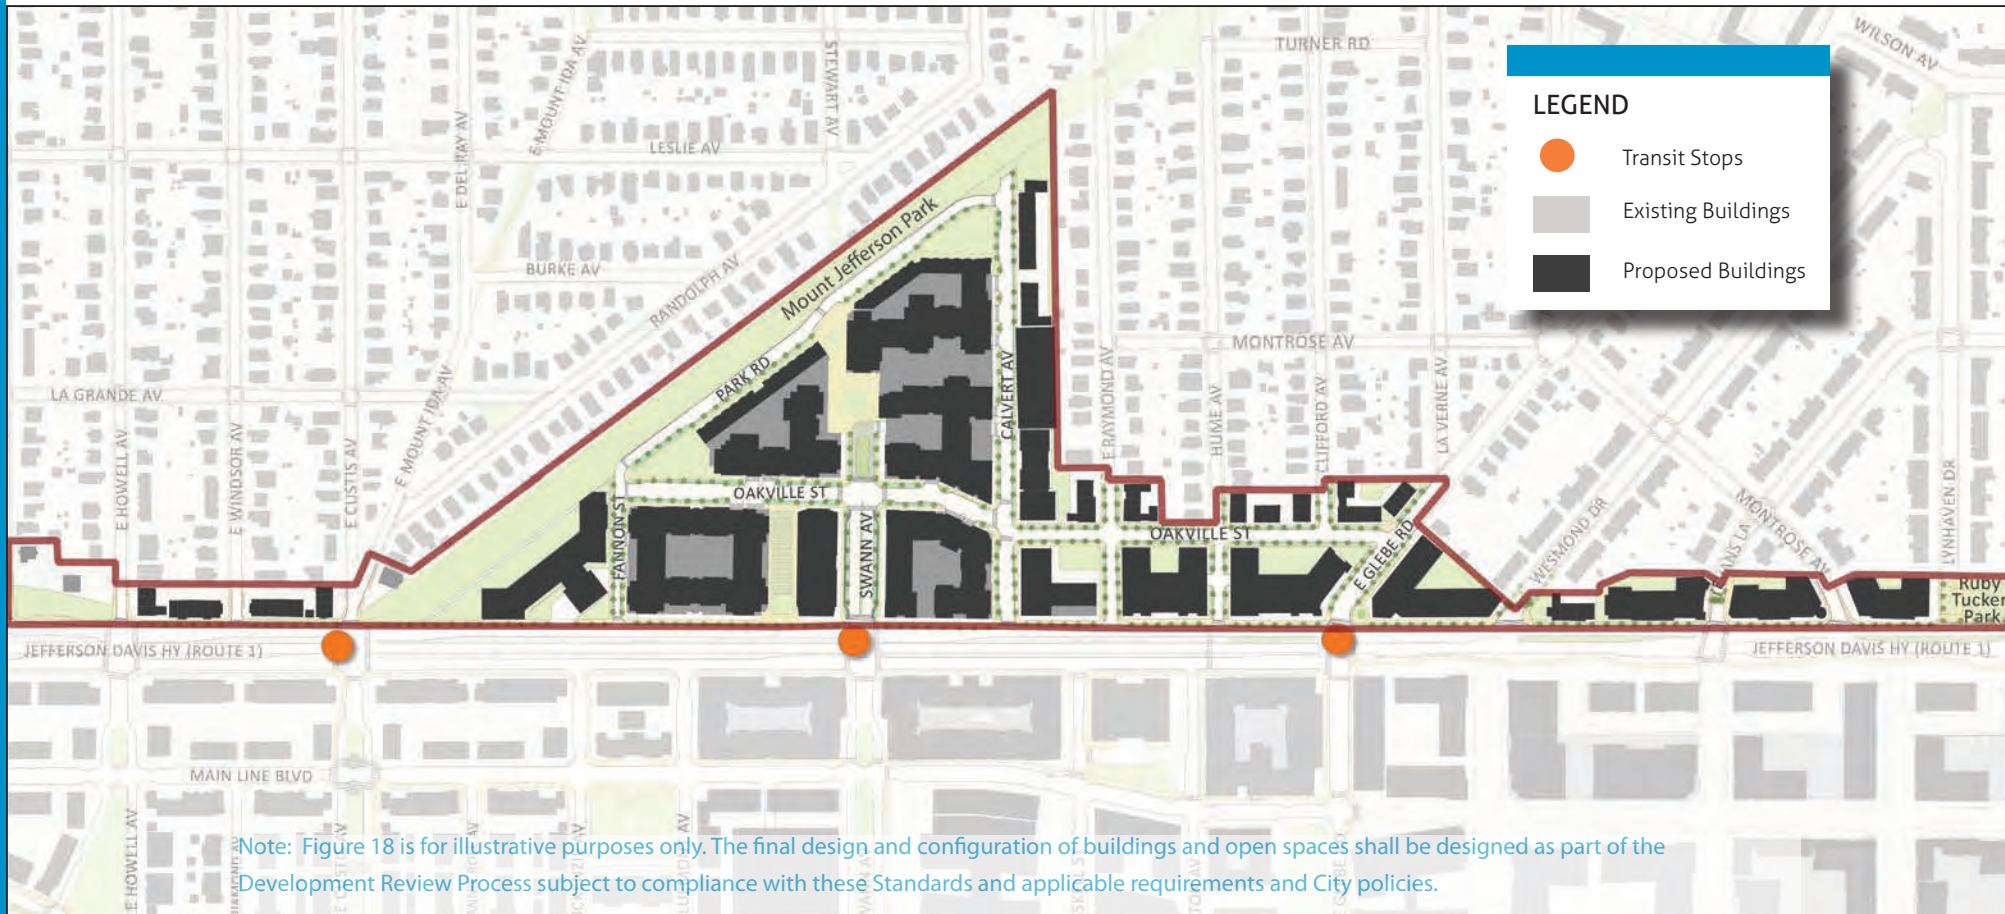 WILSON AV
TURNER RD
E MOUNT IDA AV
STEWART AV
LEGEND
Transit Stops
Existing Buildings
Proposed Buildings
LESLIE AV
E DEL RAY AV
Mount Jefferson Park
BURKE AV
RANDOLPH AV
MONTROSE AV
PARK RD
CALVERT AV
E RAYMOND AV
HUME AV
CLIFFORD AV
LA VERNE AV
LA GRANDE AV
E HOWELL AV
E WINDSOR AV
E CUSTIS AV
E MOUNT IDA AV
OAKVILLE ST
FANNON ST
SWANN AV
OAKVILLE ST
E GLEBE RD
WESMOND DR
EVANS LA
MONTROSE AV
LYNHAVEN DR
Ruby
Tucker
Park
JEFFERSON DAVIS HY (ROUTE 1)
JEFFERSON DAVIS HY (ROUTE 1)
MAIN LINE BLVD
E HOWELL AV
Note: Figure 18 is for illustrative purposes only. The final design and configuration of buildings and open spaces shall be designed as part of the
Development Review Process subject to compliance with these Standards and applicable requirements and City policies.